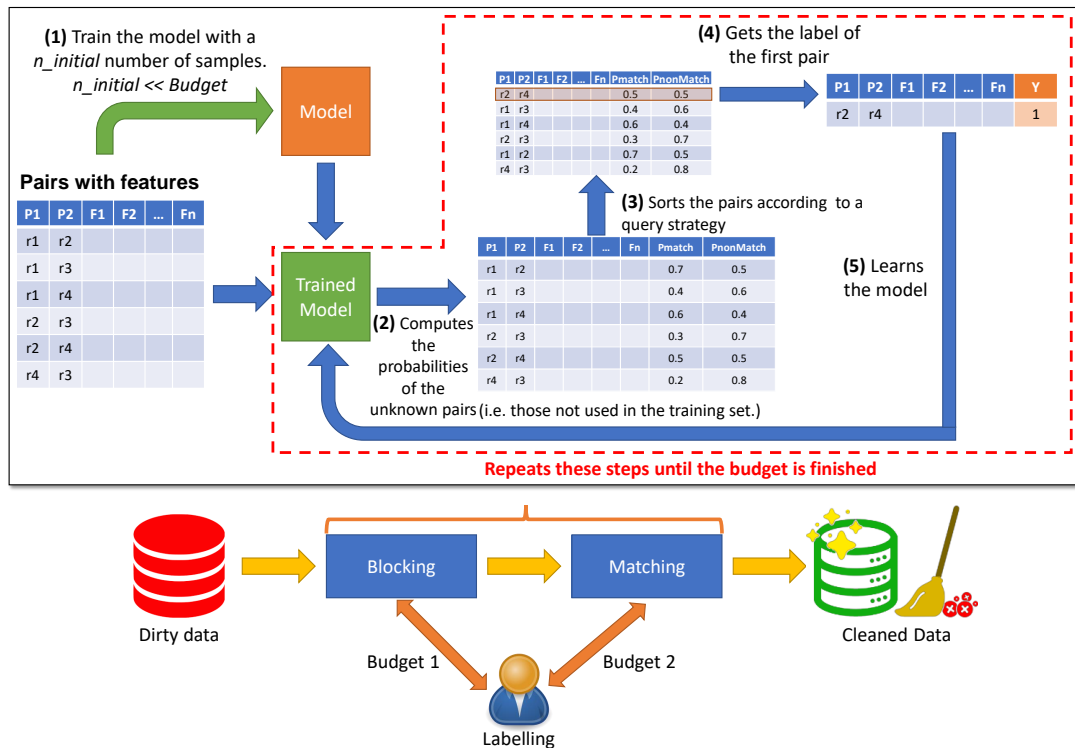 (1) Train the model with a
n_initial number of samples.
n_initial << Budget
Model
Pairs with features
P1 P2 F1 F2 ... Fn
r1 r2
r1 r3
r1 r4
r2 r3
r2 r4
r4 r3
Trained
Model
(2) Computes
the
probabilities
of the
unknown pairs (i.e. those not used in the training set.)
P1 P2 F1 F2 ... Fn Pmatch PnonMatch
r1 r2 0.7 0.5
r1 r3 0.4 0.6
r1 r4 0.6 0.4
r2 r3 0.3 0.7
r2 r4 0.5 0.5
r4 r3 0.2 0.8
(3) Sorts the pairs according to a
query strategy
P1 P2 F1 F2 ... Fn Pmatch PnonMatch
r2 r4 0.5 0.5
r1 r3 0.4 0.6
r1 r4 0.6 0.4
r2 r3 0.3 0.7
r1 r2 0.7 0.5
r4 r3 0.2 0.8
(4) Gets the label of
the first pair
P1 P2 F1 F2 ... Fn Y
r2 r4 1
(5) Learns
the model
Repeats these steps until the budget is finished
Dirty data
Blocking
Matching
Cleaned Data
Budget 1
Budget 2
Labelling